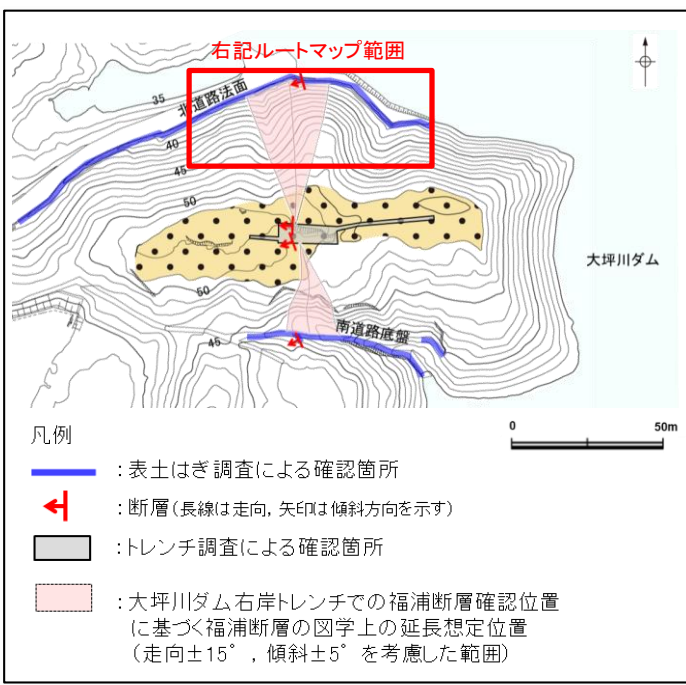 右記ルートマップ範囲
35
北道路法面
40
45
50
大坪川ダム
50
南道路底盤
45
0 50m
凡例
：表土はぎ調査による確認箇所
：断層(長線は走向，矢印は傾斜方向を示す)
：トレンチ調査による確認箇所
：大坪川ダム右岸トレンチでの福浦断層確認位置
に基づく福浦断層の図学上の延長想定位置
(走向±15°，傾斜±5°を考慮した範囲)